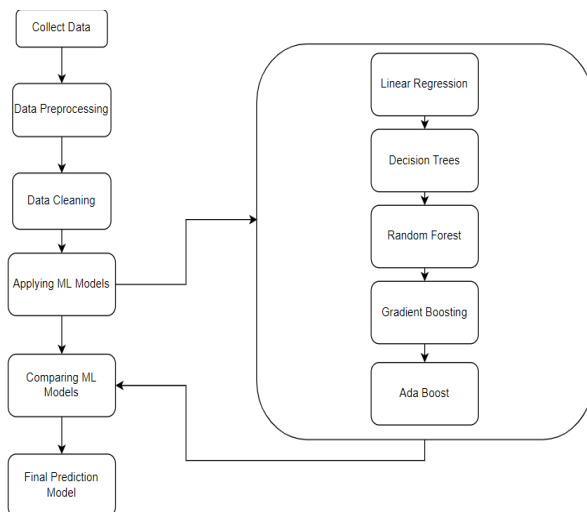 Collect Data
Data Preprocessing
Data Cleaning
Applying ML Models
Comparing ML
Models
Final Prediction
Model
Linear Regression
Decision Trees
Random Forest
Gradient Boosting
Ada Boost